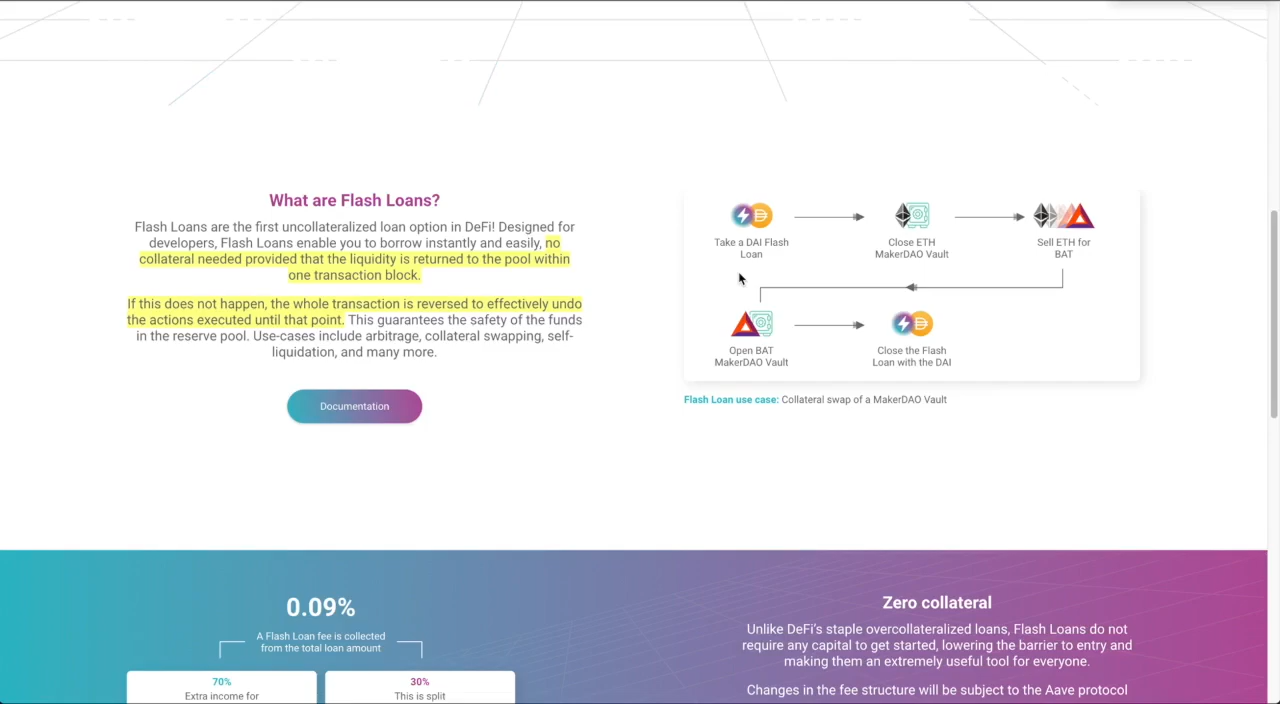 What are Flash Loans?
Flash Loans are the first uncollateralized loan option in DeFi! Designed for
developers, Flash Loans enable you to borrow instantly and easily, no
collateral needed provided that the liquidity is returned to the pool within
one transaction block.
If this does not happen, the whole transaction is reversed to effectively undo
the actions executed until that point. This guarantees the safety of the funds
in the reserve pool. Use-cases include arbitrage, collateral swapping, self-
liquidation, and many more.
Documentation
Take a DAI Flash
Loan
Close ETH
MakerDAO Vault
Sell ETH for
BAT
Open BAT
MakerDAO Vault
Close the Flash
Loan with the DAI
Flash Loan use case: Collateral swap of a MakerDAO Vault
0.09%
A Flash Loan fee is collected
from the total loan amount
70%
Extra income for
30%
This is split
Zero collateral
Unlike DeFi's staple overcollateralized loans, Flash Loans do not
require any capital to get started, lowering the barrier to entry and
making them an extremely useful tool for everyone.
Changes in the fee structure will be subject to the Aave protocol